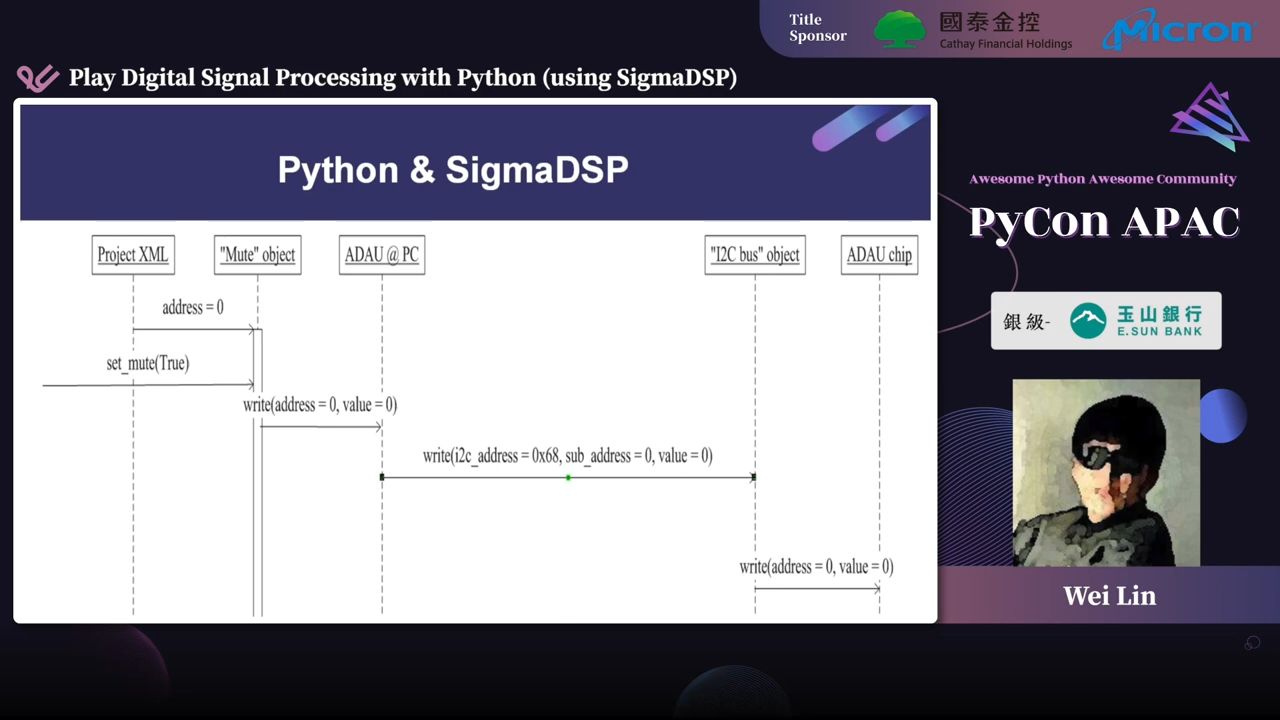 Title
Sponsor
國泰金控
Cathay Financial Holdings
Micron
Play Digital Signal Processing with Python (using SigmaDSP)
Python & SigmaDSP
Project XML
"Mute" object
ADAU @ PC
"I2C bus" object
ADAU chip
address = 0
set_mute(True)
write(address = 0, value = 0)
write(i2c_address = 0x68, sub_address = 0, value = 0)
write(address = 0, value = 0)
Awesome Python Awesome Community
PyCon APAC
銀級-
玉山銀行
E.SUN BANK
Wei Lin